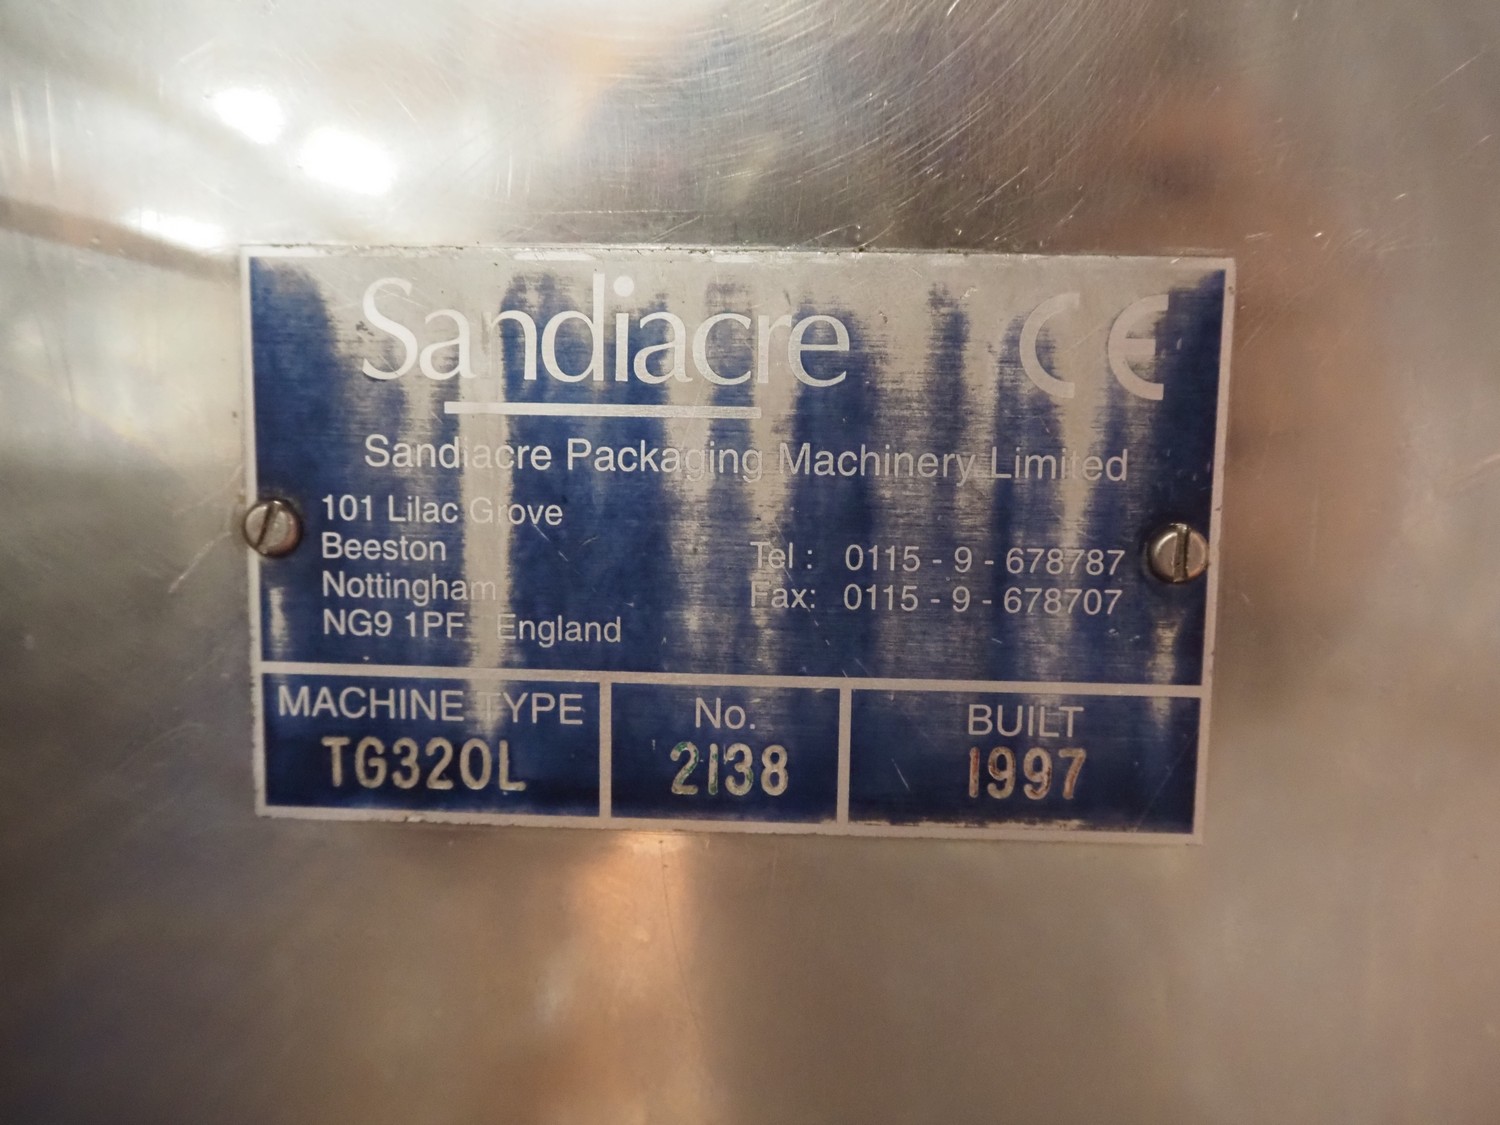 Sandiacre CE
Sandiacre Packaging Machinery Limited
101 Lilac Grove
Beeston
Nottingham
NG9 1PF England
Tel : 0115 - 9 - 678787
Fax: 0115 - 9 - 678707
MACHINE TYPE
TG320L
No.
2138
BUILT
1997